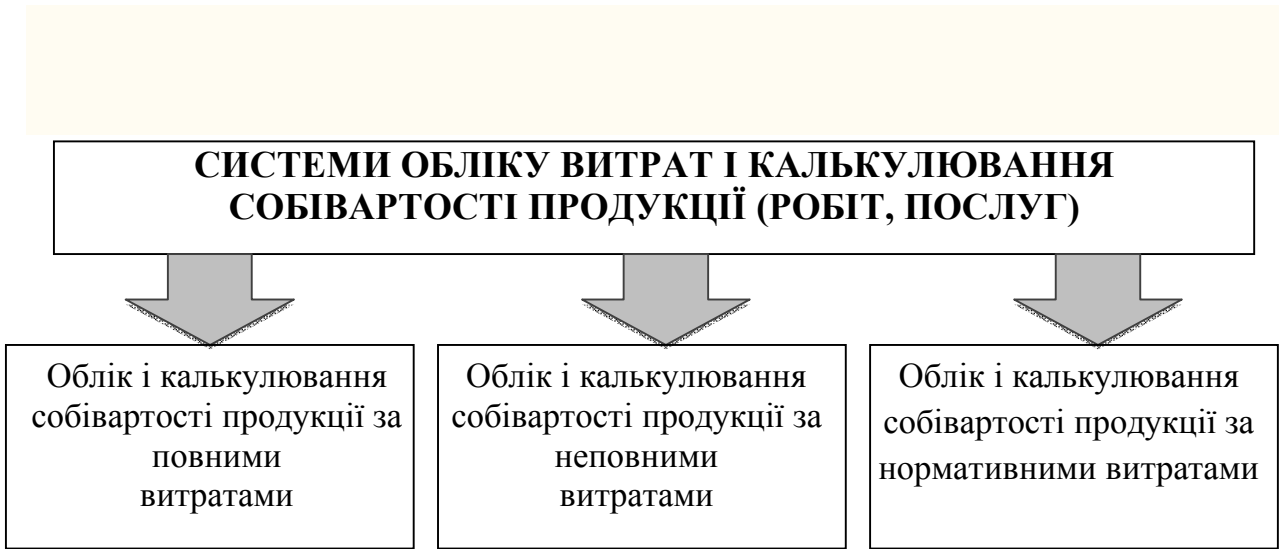 СИСТЕМИ ОБЛІКУ ВИТРАТ І КАЛЬКУЛЮВАННЯ
СОБІВАРТОСТІ ПРОДУКЦІЇ (РОБІТ, ПОСЛУГ)
Облік і калькулювання
собівартості продукції за
повними
витратами
Облік і калькулювання
собівартості продукції за
неповними
витратами
Облік і калькулювання
собівартості продукції за
нормативними витратами